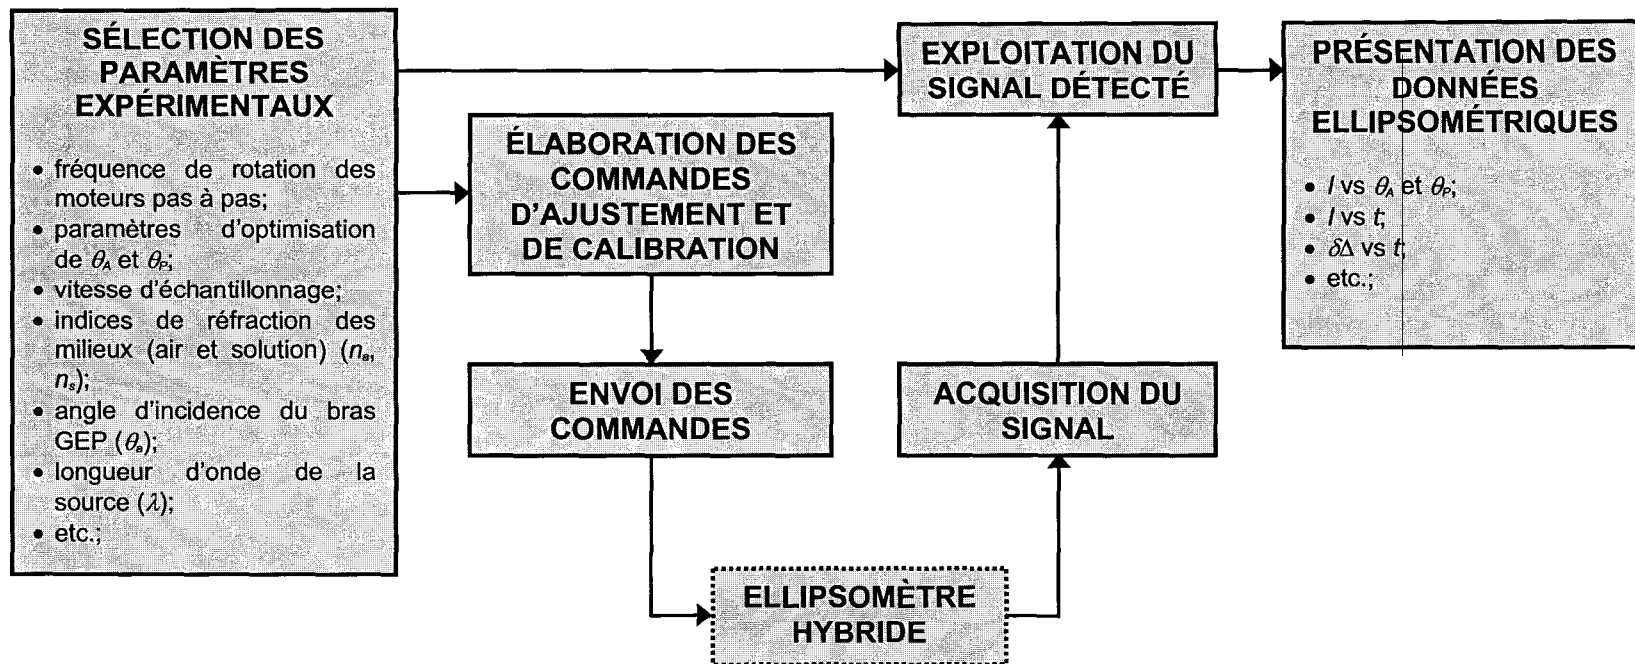 SÉLECTION DES
PARAMÈTRES
EXPÉRIMENTAUX
• fréquence de rotation des
moteurs pas à pas;
• paramètres d'optimisation
de θA et θP;
• vitesse d'échantillonnage;
• indices de réfraction des
milieux (air et solution) (na,
ns);
• angle d'incidence du bras
GEP (θa);
• longueur d'onde de la
source (λ);
• etc.;
ÉLABORATION DES
COMMANDES
D'AJUSTEMENT ET
DE CALIBRATION
ENVOI DES
COMMANDES
ELLIPSOMÈTRE
HYBRIDE
ACQUISITION DU
SIGNAL
EXPLOITATION DU
SIGNAL DÉTECTÉ
PRÉSENTATION DES
DONNÉES
ELLIPSOMÉTRIQUES
• I vs θA et θP;
• I vs t;
• δΔ vs t;
• etc.;